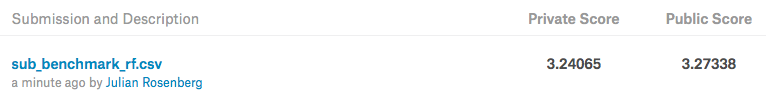 Submission and Description Private Score Public Score
sub_benchmark_rf.csv 3.24065 3.27338
a minute ago by Julian Rosenberg